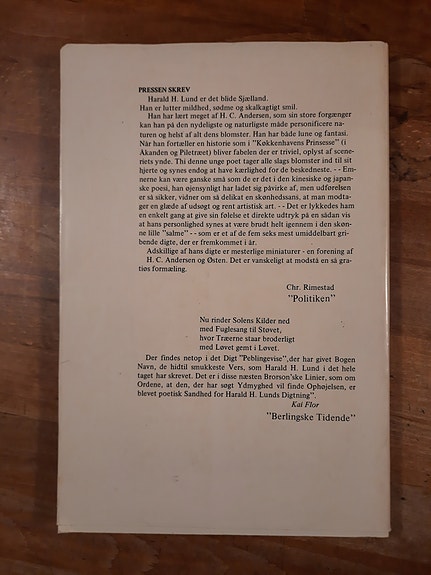 PRESSEN SKREV
Harald H. Lund er det blide Sjælland.
Han er lutter mildhed, sødme og skalkagtigt smil.
Han har lært meget af H. C. Andersen, som sin store forgænger
kan han på den nydeligste og naturligste måde personificere na-
turen og helst af alt dens blomster. Han har både lune og fantasi.
Når han fortæller en historie som i "Køkkenhavens Prinsesse" (i
Åkanden og Piletræet) bliver fabelen der er triviel, oplyst af scene-
riets ynde. Thi denne unge poet tager alle slags blomster ind til sit
hjerte og synes endog at have kærlighed for de beskedneste. - - Em-
nerne kan være ganske små som de er det i den kinesiske og japan-
ske poesi, han øjensynligt har ladet sig påvirke af, men udførelsen
er så sikker, vidner om så delikat en skønhedssans, at man modta-
ger en glæde af udsøgt og rent artistisk art. - - Det er lykkedes ham
en enkelt gang at give sin følelse et direkte udtryk på en sådan vis
at hans personlighed synes at være brudt helt igennem i den skøn-
ne lille "salme" - - som er et af de fem seks mest umiddelbart gri-
bende digte, der er fremkommet i år.
Adskillige af hans digte er mesterlige miniaturer - en forening af
H. C. Andersen og Østen. Det er vanskeligt at modstå en så gra-
tiøs formæling.
Chr. Rimestad
"Politiken"
Nu rinder Solens Kilder ned
med Fuglesang til Støvet,
hvor Træerne staar broderligt
med Løvet gemt i Løvet.
Der findes netop i det Digt "Peblingevise",der har givet Bogen
Navn, de hidtil smukkeste Vers, som Harald H. Lund i det hele
taget har skrevet. Det er i disse næsten Brorson'ske Linier, som om
Ordene, at den, der har søgt Ydmyghed vil finde Ophøjelsen, er
blevet poetisk Sandhed for Harald H. Lunds Digtning".
Kai Flor
"Berlingske Tidende"